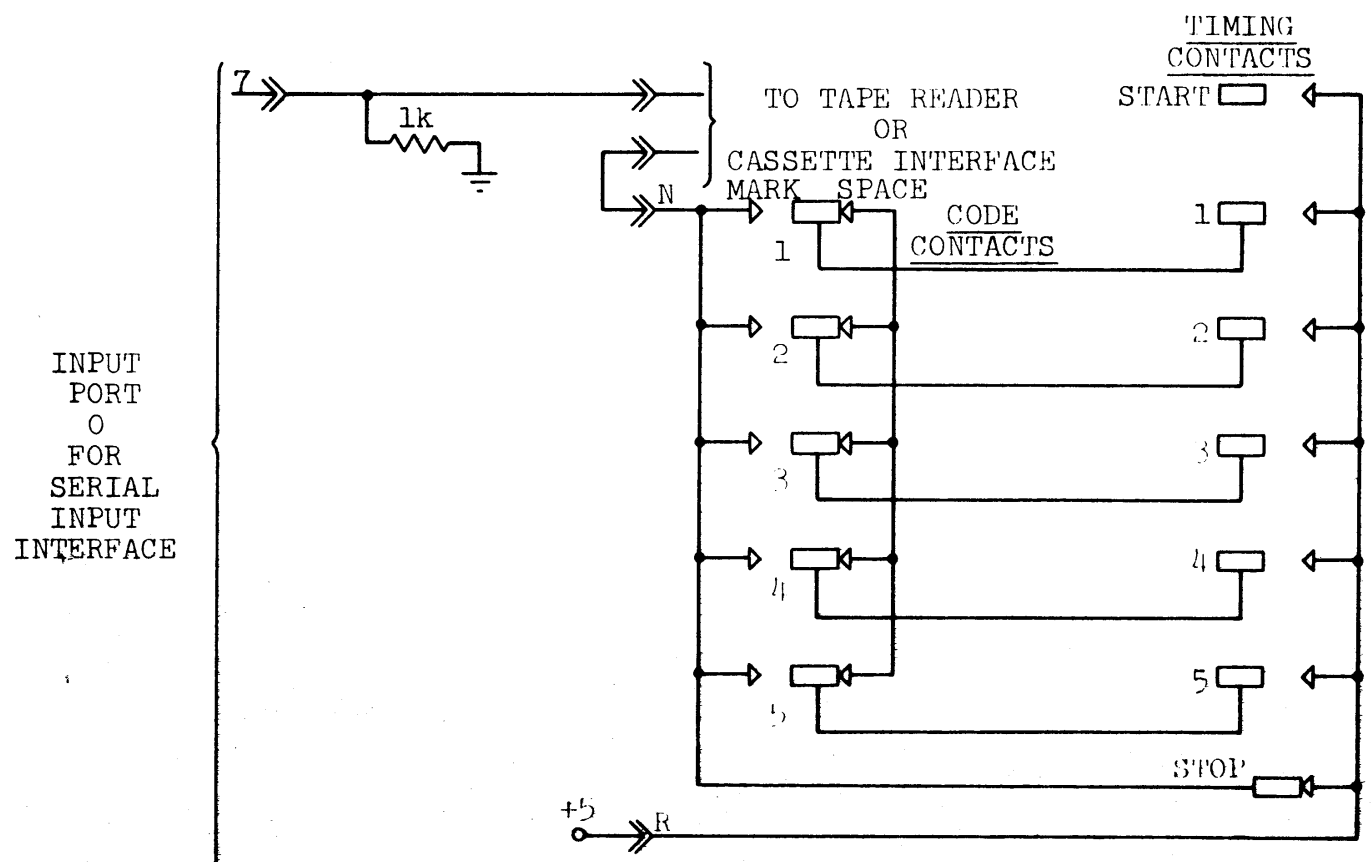 TIMING
CONTACTS
7
1k
TO TAPE READER
OR
CASSETTE INTERFACE
START
MARK SPACE
N
CODE
CONTACTS
1
1
2
2
INPUT
PORT
0
FOR
SERIAL
INPUT
INTERFACE
3
3
4
4
5
5
STOP
+5
R